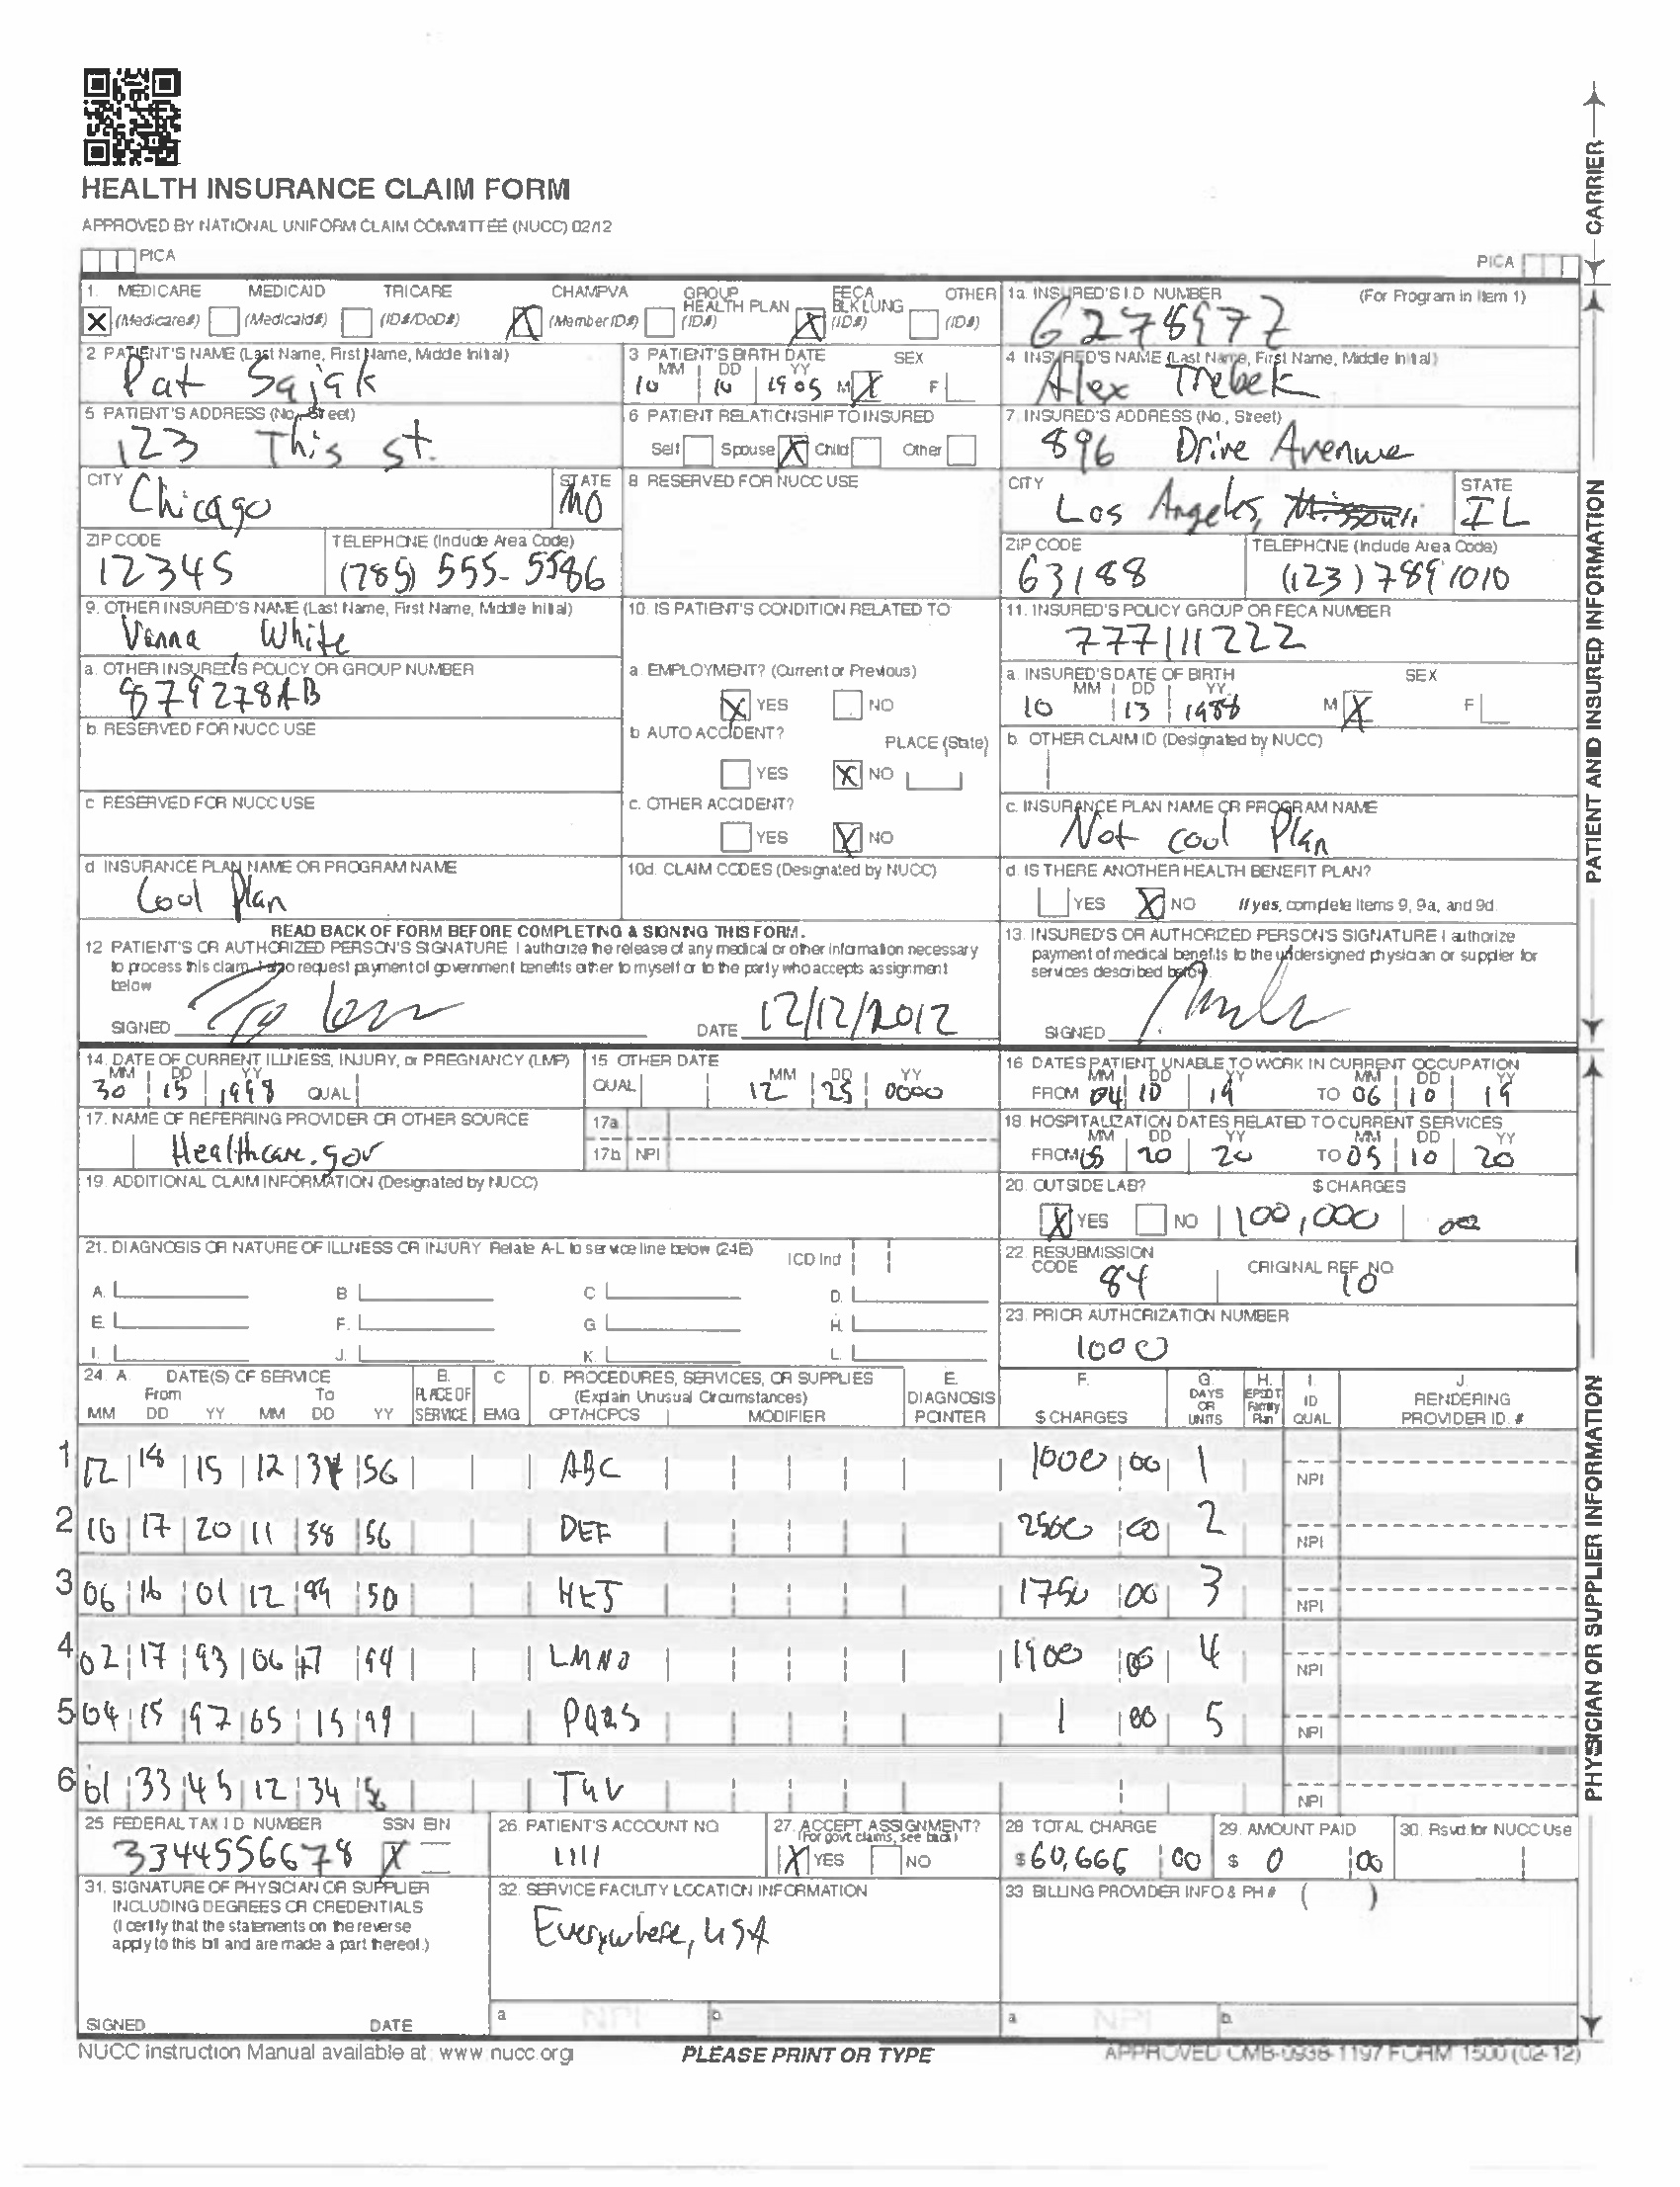 HEALTH INSURANCE CLAIM FORM
APPROVED BY NATIONAL UNIFORM CLAIM COMMITTEE (NUCC) 02/12
PICA
PICA
CARRIER
1. MEDICARE MEDICAID TRICARE CHAMPVA GROUP HEALTH PLAN FECA BLK LUNG OTHER
X (Medicare#) (Medicaid#) (ID#/DoD#) X (Member ID#) (ID#) X (ID#) (ID#)
1a. INSURED'S I.D. NUMBER (For Program in Item 1)
6278977
2 PATIENT'S NAME (Last Name, First Name, Middle Initial)
Pat Sajak
3 PATIENT'S BIRTH DATE SEX
MM DD YY
10 10 1905 M X F
4 INSURED'S NAME (Last Name, First Name, Middle Initial)
Alex Trebek
5 PATIENT'S ADDRESS (No., Street)
123 This st.
6 PATIENT RELATIONSHIP TO INSURED
Self Spouse X Child Other
7. INSURED'S ADDRESS (No., Street)
896 Drive Avenue
CITY STATE
Chicago MO
8 RESERVED FOR NUCC USE
CITY STATE
Los Angeles, Missouri IL
ZIP CODE TELEPHONE (Include Area Code)
12345 (785) 555-5586
ZIP CODE TELEPHONE (Include Area Code)
63188 (123) 7891010
9. OTHER INSURED'S NAME (Last Name, First Name, Middle Initial)
Vanna, White
10. IS PATIENT'S CONDITION RELATED TO
11. INSURED'S POLICY GROUP OR FECA NUMBER
777111222
a. OTHER INSURED'S POLICY OR GROUP NUMBER
879278AB
a. EMPLOYMENT? (Current or Previous)
X YES NO
a. INSURED'S DATE OF BIRTH SEX
MM DD YY
10 13 1988 M X F
b. RESERVED FOR NUCC USE
b AUTO ACCIDENT? PLACE (State)
YES X NO
b. OTHER CLAIM ID (Designated by NUCC)
c RESERVED FOR NUCC USE
c. OTHER ACCIDENT?
YES X NO
c. INSURANCE PLAN NAME OR PROGRAM NAME
Not cool Plan
d INSURANCE PLAN NAME OR PROGRAM NAME
Cool Plan
10d. CLAIM CODES (Designated by NUCC)
d. IS THERE ANOTHER HEALTH BENEFIT PLAN?
YES X NO If yes, complete items 9, 9a, and 9d.
READ BACK OF FORM BEFORE COMPLETING & SIGNING THIS FORM.
12 PATIENT'S OR AUTHORIZED PERSON'S SIGNATURE I authorize the release of any medical or other information necessary
to process this claim. I also request payment of government benefits either to myself or to the party who accepts assignment
below
SIGNED DATE 12/12/2012
13. INSURED'S OR AUTHORIZED PERSON'S SIGNATURE I authorize
payment of medical benefits to the undersigned physician or supplier for
services described below.
SIGNED
PATIENT AND INSURED INFORMATION
14. DATE OF CURRENT ILLNESS, INJURY, or PREGNANCY (LMP)
MM DD YY
30 15 1998 QUAL
15 OTHER DATE
QUAL MM DD YY
12 25 0000
16 DATES PATIENT UNABLE TO WORK IN CURRENT OCCUPATION
MM DD YY MM DD YY
FROM 04 10 19 TO 06 10 19
17. NAME OF REFERRING PROVIDER OR OTHER SOURCE
Healthcare.gov
17a
17b NPI
18 HOSPITALIZATION DATES RELATED TO CURRENT SERVICES
MM DD YY MM DD YY
FROM 05 20 20 TO 05 10 20
19. ADDITIONAL CLAIM INFORMATION (Designated by NUCC)
20. OUTSIDE LAB? $ CHARGES
X YES NO 100,000
21. DIAGNOSIS OR NATURE OF ILLNESS OR INJURY Relate A-L to service line below (24E) ICD Ind
A. B C D.
E. F. G H.
I. J. K. L.
22. RESUBMISSION CODE ORIGINAL REF. NO.
84 10
23. PRIOR AUTHORIZATION NUMBER
1000
24. A. DATE(S) OF SERVICE B. C D. PROCEDURES, SERVICES, OR SUPPLIES E. F. G. H. I. J.
From To PLACE OF SERVICE EMG (Explain Unusual Circumstances) DIAGNOSIS POINTER $ CHARGES DAYS OR UNITS EPSDT Family Plan ID QUAL RENDERING PROVIDER ID. #
MM DD YY MM DD YY CPT/HCPCS MODIFIER
1 12 14 15 12 34 56 ABC 1000 00 1 NPI
2 10 17 20 11 38 56 DEF 2500 00 2 NPI
3 06 16 01 12 99 50 HIJ 1750 00 3 NPI
4 02 17 93 06 17 94 LMNO 1900 00 4 NPI
5 04 15 97 05 15 99 PQRS 1 00 5 NPI
6 01 33 45 12 34 TUV NPI
25 FEDERAL TAX I.D. NUMBER SSN EIN
3344556678 X
26. PATIENT'S ACCOUNT NO.
1111
27. ACCEPT ASSIGNMENT?
(For govt. claims, see back)
X YES NO
28 TOTAL CHARGE
$ 60,666 00
29. AMOUNT PAID
$ 0 00
30. Rsvd for NUCC Use
31. SIGNATURE OF PHYSICIAN OR SUPPLIER
INCLUDING DEGREES OR CREDENTIALS
(I certify that the statements on the reverse
apply to this bill and are made a part thereof.)
SIGNED DATE
32. SERVICE FACILITY LOCATION INFORMATION
Everywhere, USA
a NPI b.
33 BILLING PROVIDER INFO & PH # ( )
a NPI b.
PHYSICIAN OR SUPPLIER INFORMATION
NUCC Instruction Manual available at: www.nucc.org
PLEASE PRINT OR TYPE
APPROVED OMB-0938-1197 FORM 1500 (02-12)